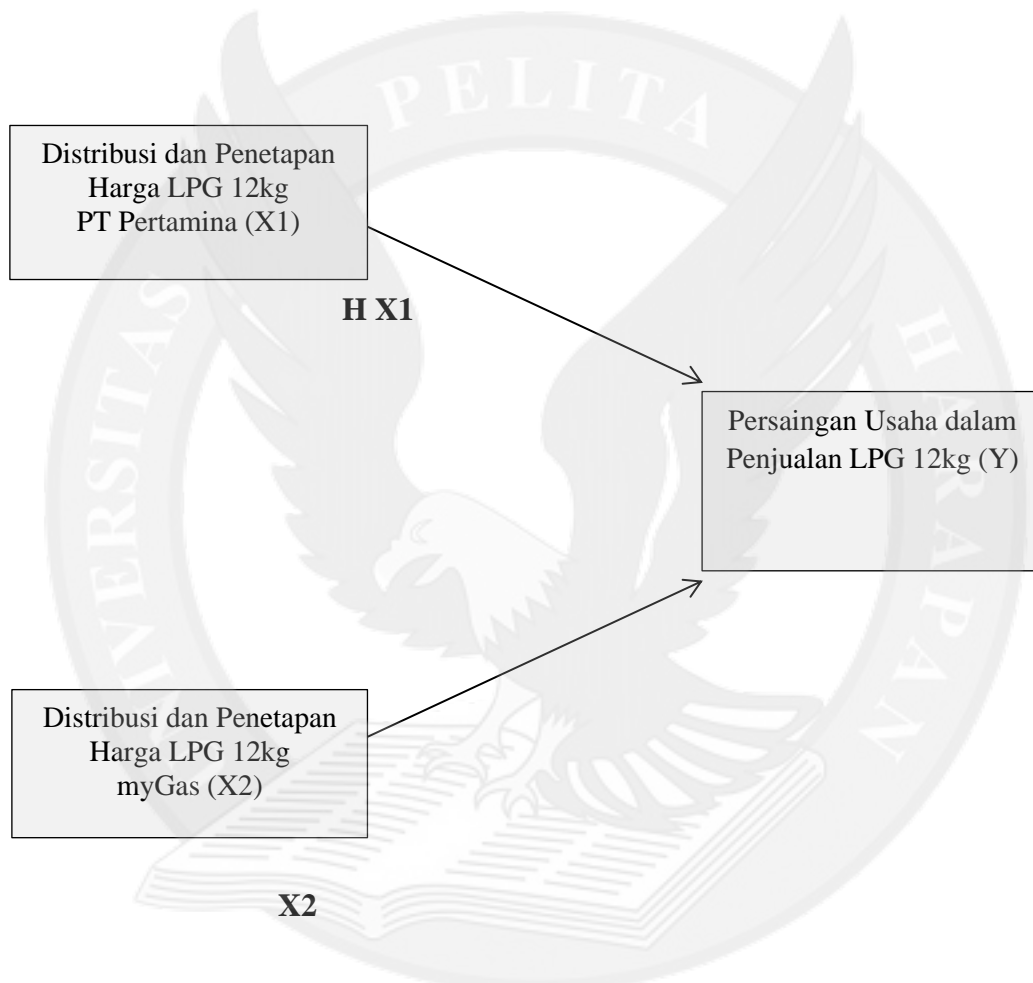 UNIVERSITAS PELITA HARAPAN
Distribusi dan Penetapan
Harga LPG 12kg
PT Pertamina (X1)
H X1
Persaingan Usaha dalam
Penjualan LPG 12kg (Y)
Distribusi dan Penetapan
Harga LPG 12kg
myGas (X2)
X2